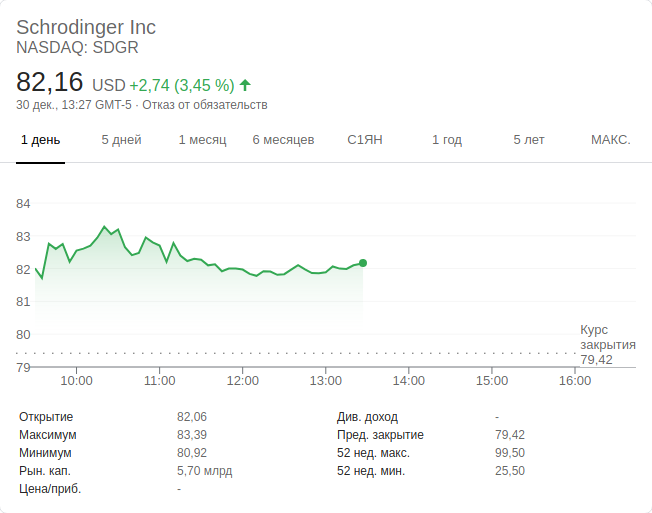 Schrodinger Inc
NASDAQ: SDGR
82,16 USD +2,74 (3,45 %)
30 дек., 13:27 GMT-5 · Отказ от обязательств
1 день 5 дней 1 месяц 6 месяцев С1ЯН 1 год 5 лет МАКС.
84
83
82
81
80
79
Курс
закрытия
79,42
10:00 11:00 12:00 13:00 14:00 15:00 16:00
Открытие 82,06 Див. доход -
Максимум 83,39 Пред. закрытие 79,42
Минимум 80,92 52 нед. макс. 99,50
Рын. кап. 5,70 млрд 52 нед. мин. 25,50
Цена/приб. -